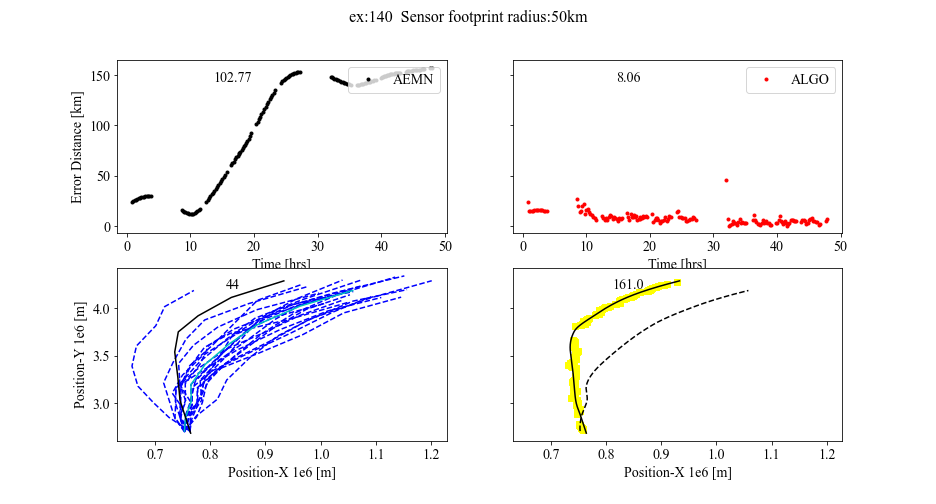 ex:140  Sensor footprint radius:50km
102.77
AEMN
150
100
50
0
Error Distance [km]
0 10 20 30 40 50
Time [hrs]
8.06
ALGO
0 10 20 30 40 50
Time [hrs]
44
4.0
3.5
3.0
Position-Y 1e6 [m]
0.7 0.8 0.9 1.0 1.1 1.2
Position-X 1e6 [m]
161.0
0.7 0.8 0.9 1.0 1.1 1.2
Position-X 1e6 [m]